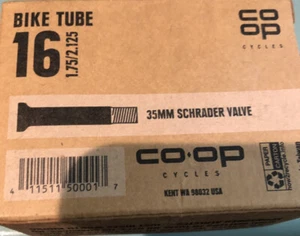 BIKE TUBE
16
1.75/2.125
CO
OP
CYCLES
35MM SCHRADER VALVE
4 11511 50001 7
CO·OP
CYCLES
KENT WA 98032 USA
PAPER